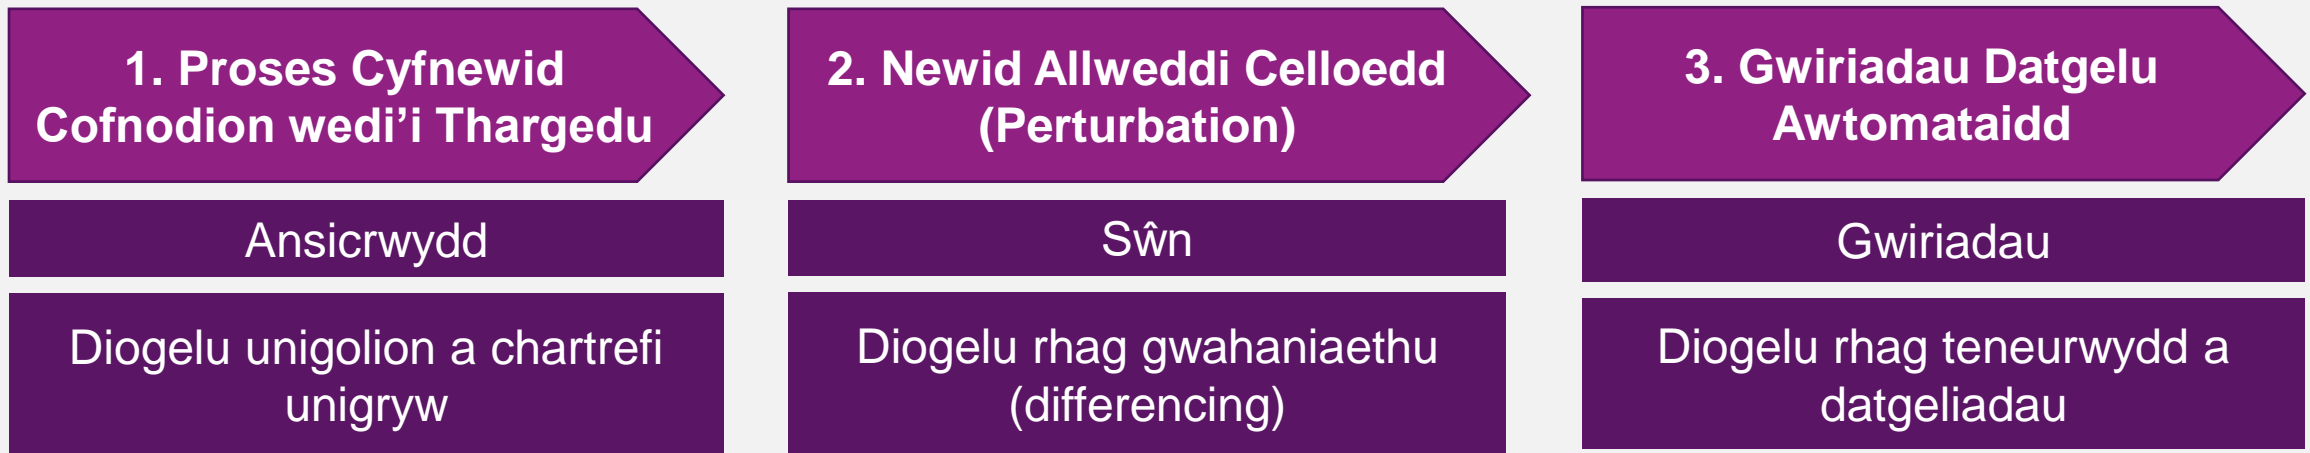 1. Proses Cyfnewid
Cofnodion wedi’i Thargedu
Ansicrwydd
Diogelu unigolion a chartrefi
unigryw
2. Newid Allweddi Celloedd
(Perturbation)
Sŵn
Diogelu rhag gwahaniaethu
(differencing)
3. Gwiriadau Datgelu
Awtomataidd
Gwiriadau
Diogelu rhag teneurwydd a
datgeliadau